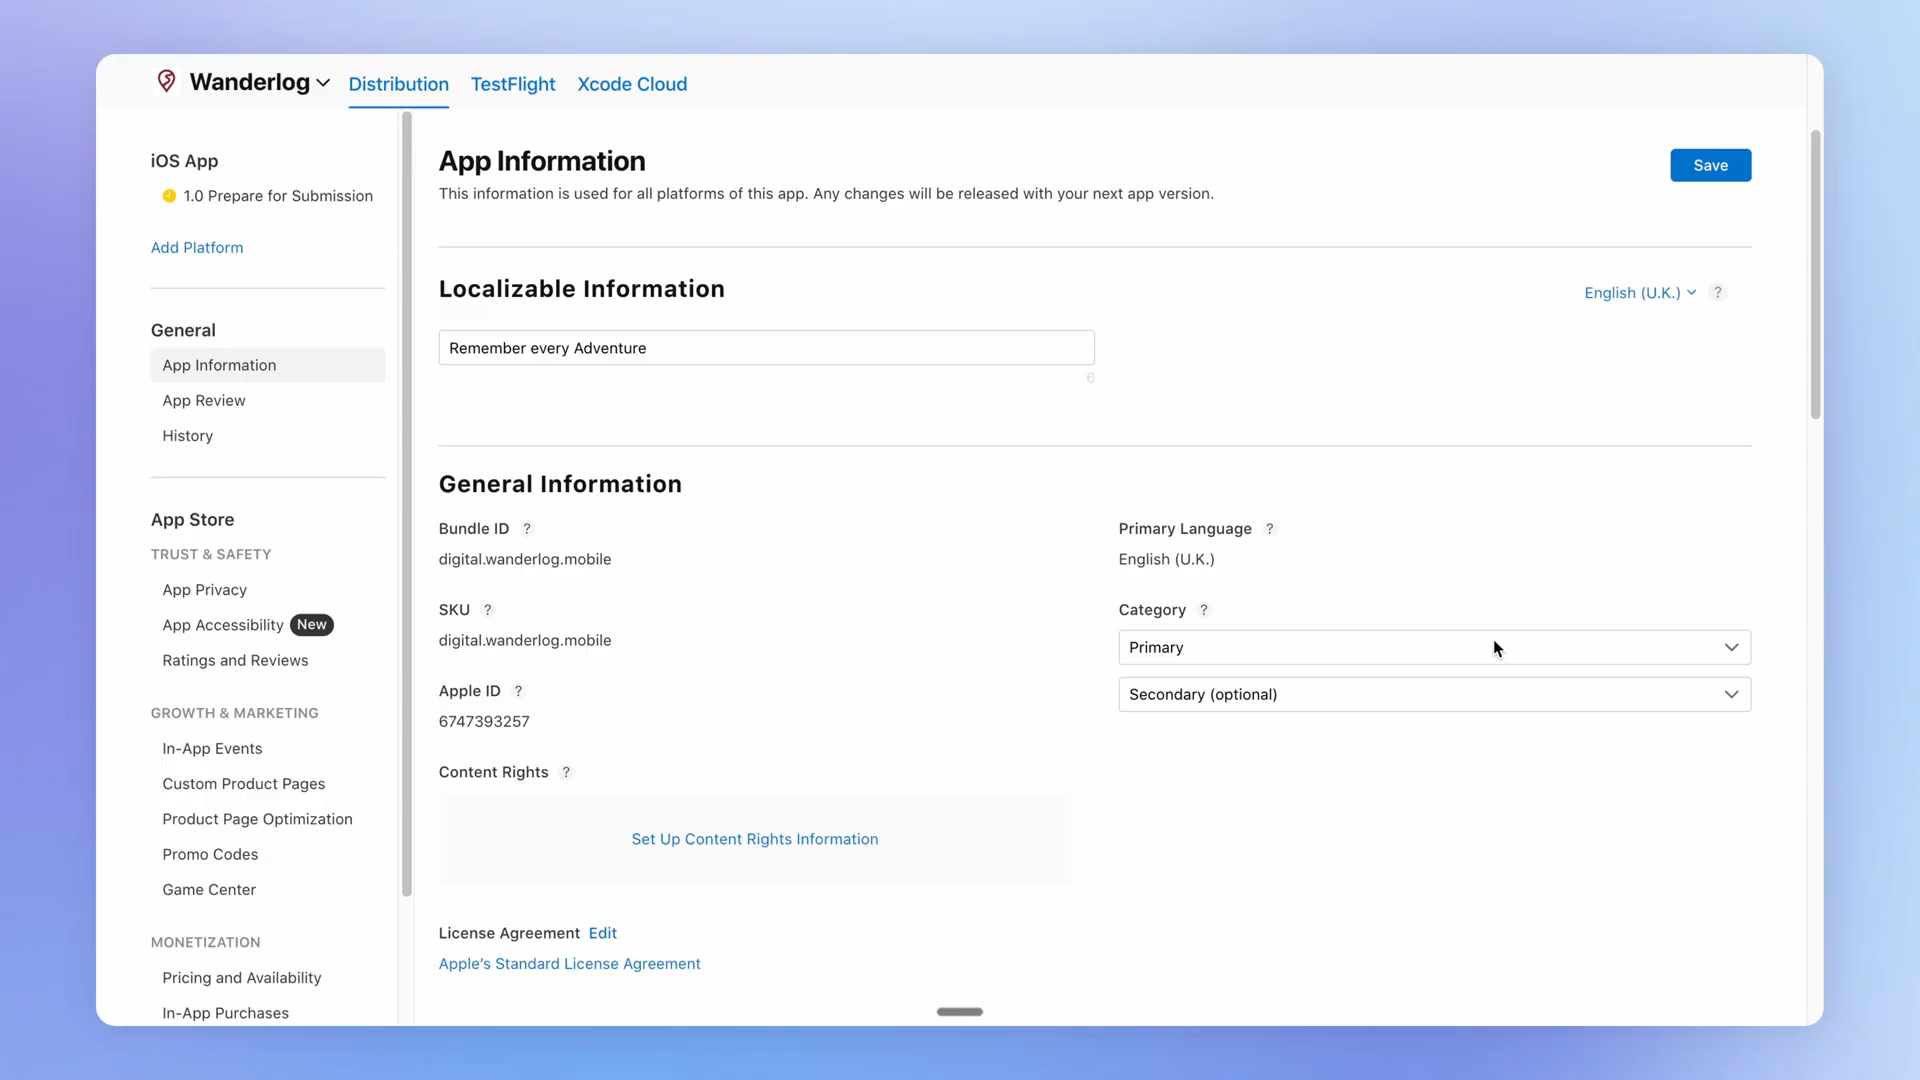 Wanderlog
Distribution
TestFlight
Xcode Cloud
iOS App
1.0 Prepare for Submission
Add Platform
General
App Information
App Review
History
App Store
TRUST & SAFETY
App Privacy
App Accessibility New
Ratings and Reviews
GROWTH & MARKETING
In-App Events
Custom Product Pages
Product Page Optimization
Promo Codes
Game Center
MONETIZATION
Pricing and Availability
In-App Purchases
App Information
Save
This information is used for all platforms of this app. Any changes will be released with your next app version.
Localizable Information
English (U.K.) ?
Remember every Adventure
6
General Information
Bundle ID ?
digital.wanderlog.mobile
SKU ?
digital.wanderlog.mobile
Apple ID ?
6747393257
Content Rights ?
Set Up Content Rights Information
License Agreement Edit
Apple's Standard License Agreement
Primary Language ?
English (U.K.)
Category ?
Primary
Secondary (optional)